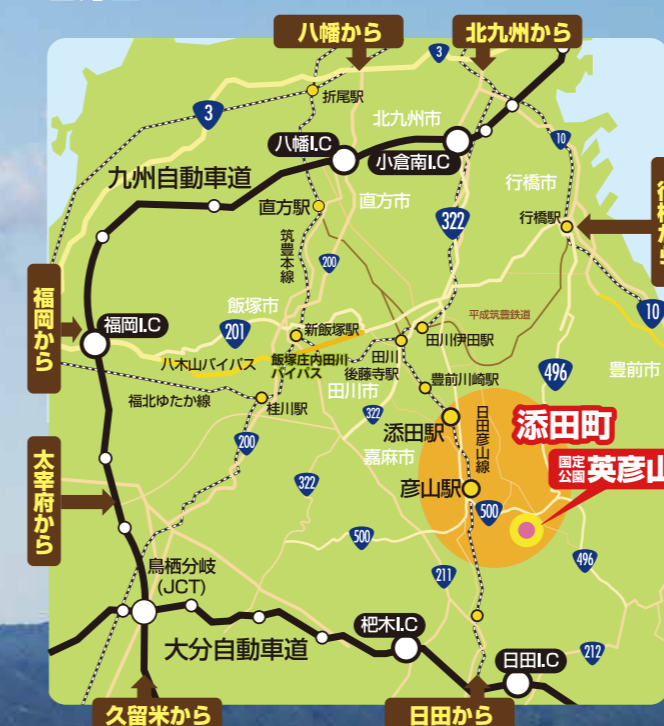 八幡から
北九州から
3
折尾駅
3
北九州市
八幡I.C
小倉南I.C
10
九州自動車道
行橋市
直方駅
直方市
322
行橋駅
筑豊本線
200
福岡から
飯塚市
平成筑豊鉄道
10
福岡I.C
201
新飯塚駅
田川伊田駅
八木山バイパス
飯塚庄内田川
バイパス
田川
後藤寺駅
496
豊前市
田川市
豊前川崎駅
福北ゆたか線
桂川駅
322
添田駅
日田彦山線
添田町
200
嘉麻市
国定
公園
英彦山
太宰府から
322
彦山駅
500
500
496
鳥栖分岐
(JCT)
211
大分自動車道
杷木I.C
212
日田I.C
久留米から
日田から